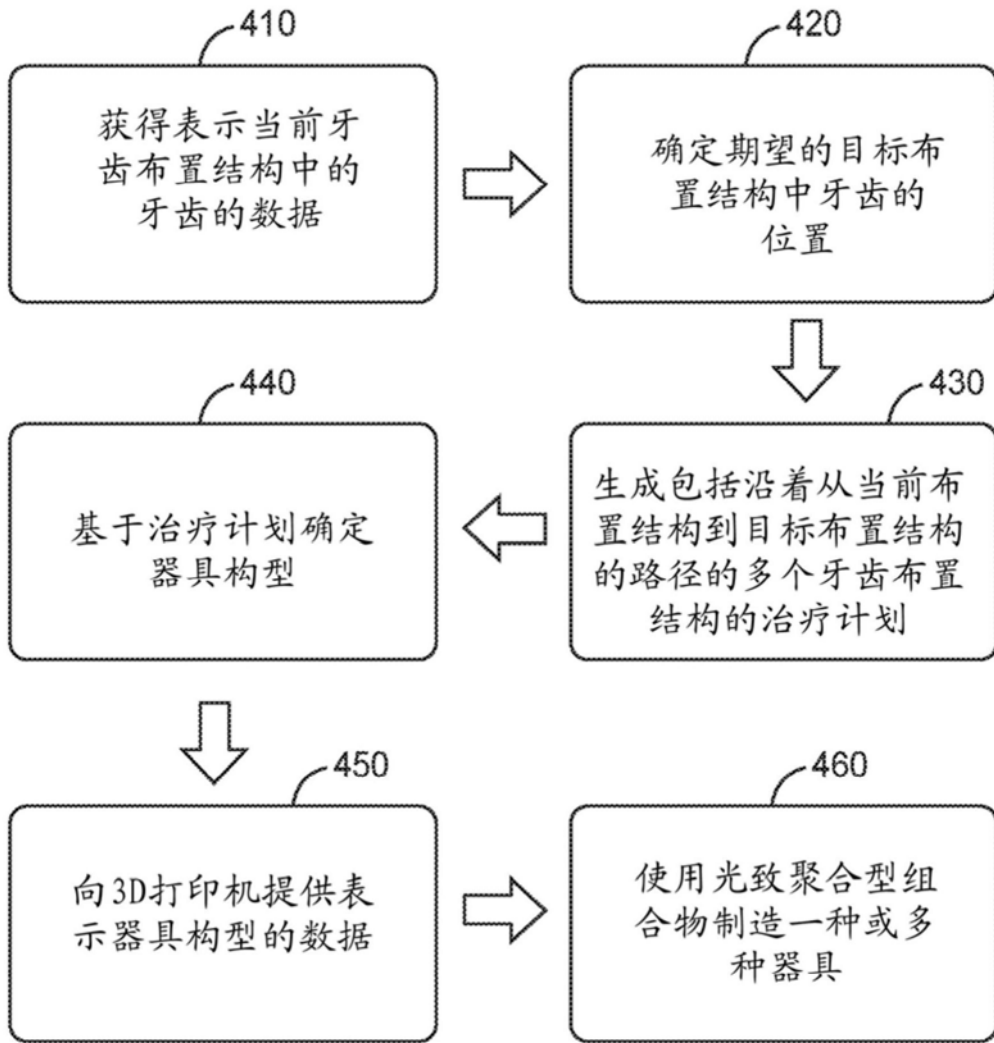 410
获得表示当前牙
齿布置结构中的
牙齿的数据
420
确定期望的目标布
置结构中牙齿的
位置
430
生成包括沿着从当前布
置结构到目标布置结构
的路径的多个牙齿布置
结构的治疗计划
440
基于治疗计划确定
器具构型
450
向3D打印机提供表
示器具构型的数据
460
使用光致聚合型组
合物制造一种或多
种器具